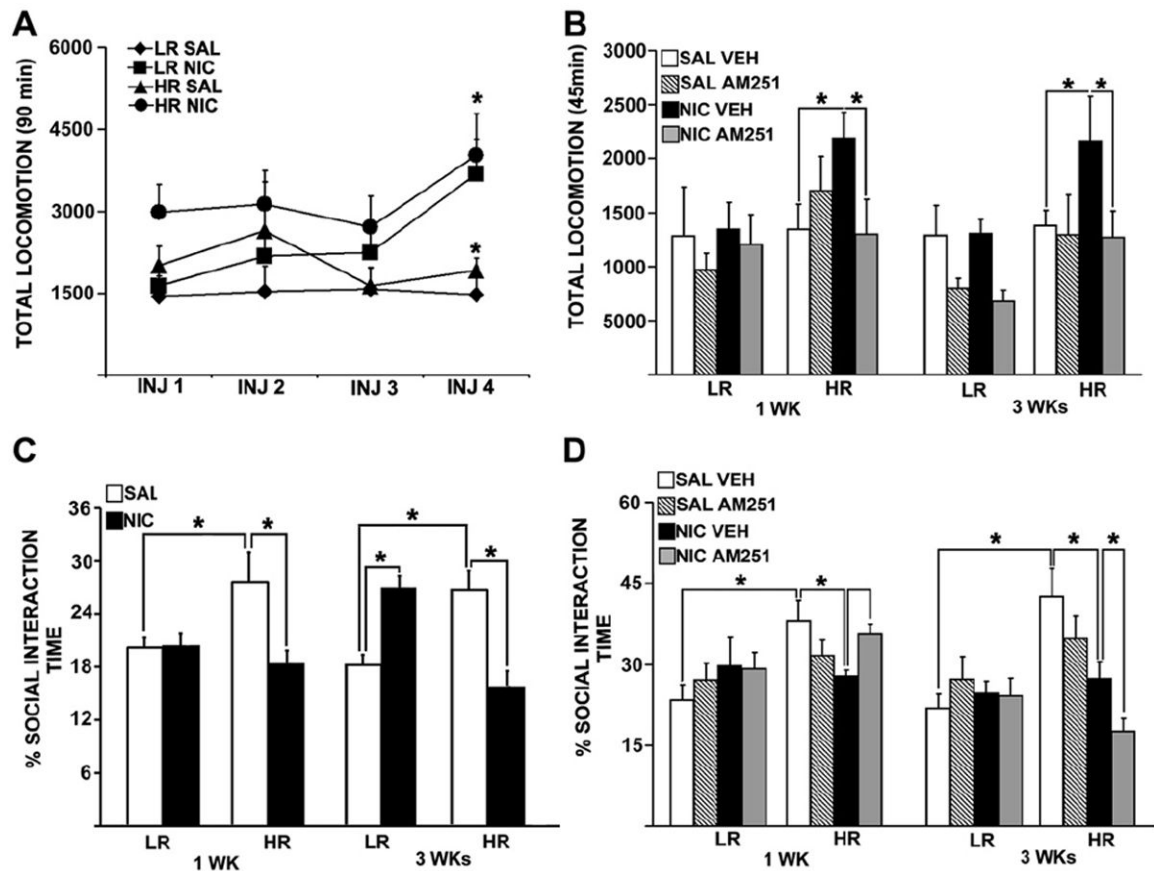 A
6000
4500
3000
1500
TOTAL LOCOMOTION (90 min)
LR SAL
LR NIC
HR SAL
HR NIC
*
*
INJ 1 INJ 2 INJ 3 INJ 4
B
3000
2500
2000
1500
1000
5000
TOTAL LOCOMOTION (45min)
SAL VEH
SAL AM251
NIC VEH
NIC AM251
* * * *
LR HR LR HR
1 WK 3 WKs
C
36
30
24
18
12
6
% SOCIAL INTERACTION
TIME
SAL
NIC
* * * * *
LR HR LR HR
1 WK 3 WKs
D
60
45
30
15
% SOCIAL INTERACTION
TIME
SAL VEH
SAL AM251
NIC VEH
NIC AM251
* * * * *
LR HR LR HR
1 WK 3 WKs